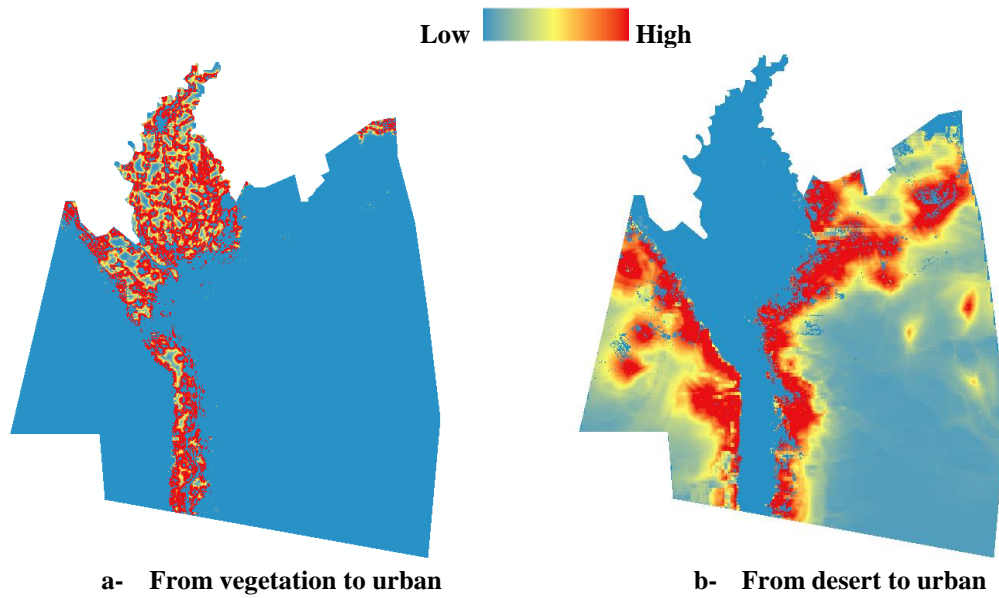 Low High
a- From vegetation to urban
b- From desert to urban